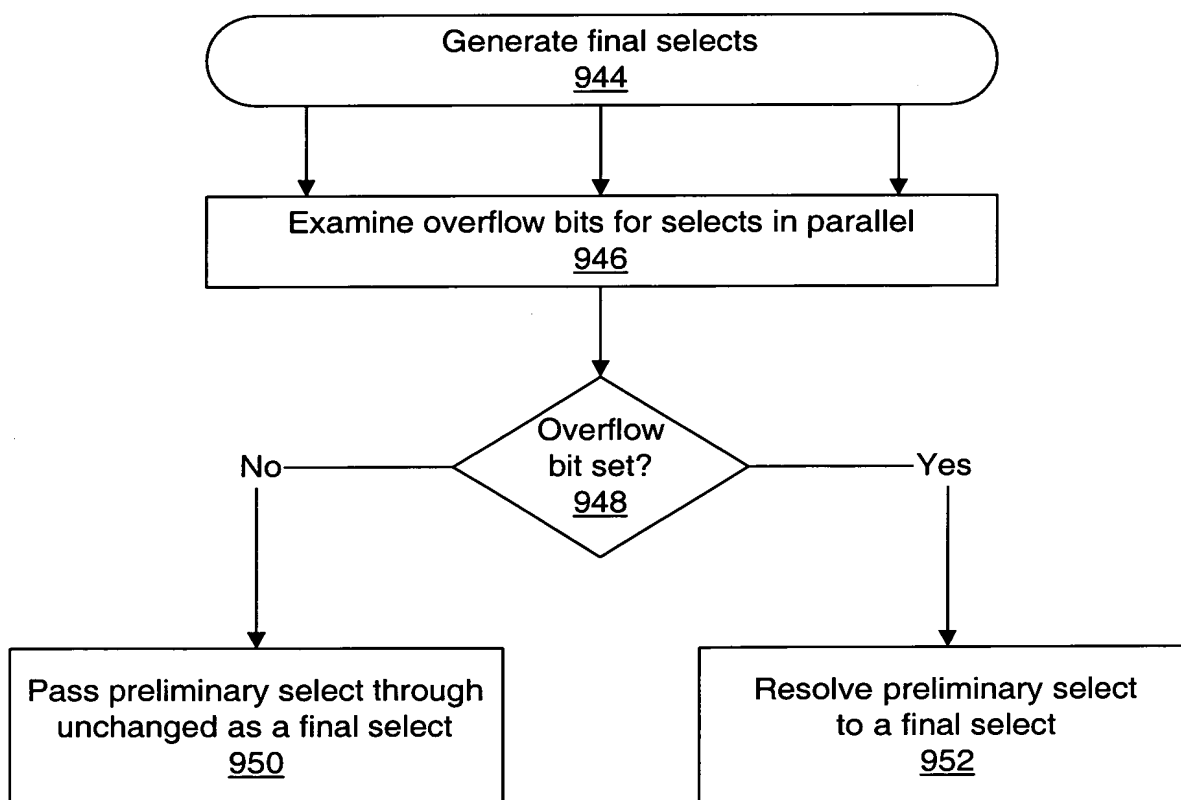 Generate final selects
944
Examine overflow bits for selects in parallel
946
Overflow
bit set?
948
No
Yes
Pass preliminary select through
unchanged as a final select
950
Resolve preliminary select
to a final select
952